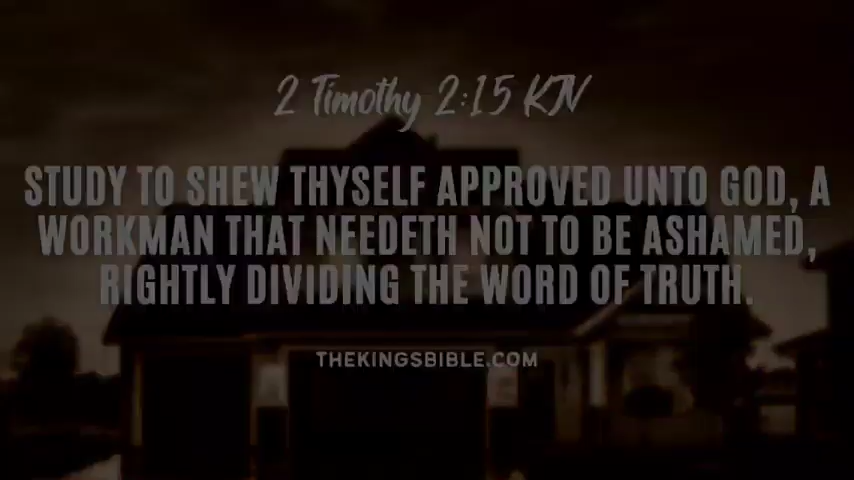 2 Timothy 2:15 KJV
STUDY TO SHEW THYSELF APPROVED UNTO GOD, A
WORKMAN THAT NEEDETH NOT TO BE ASHAMED,
RIGHTLY DIVIDING THE WORD OF TRUTH.
THEKINGSBIBLE.COM